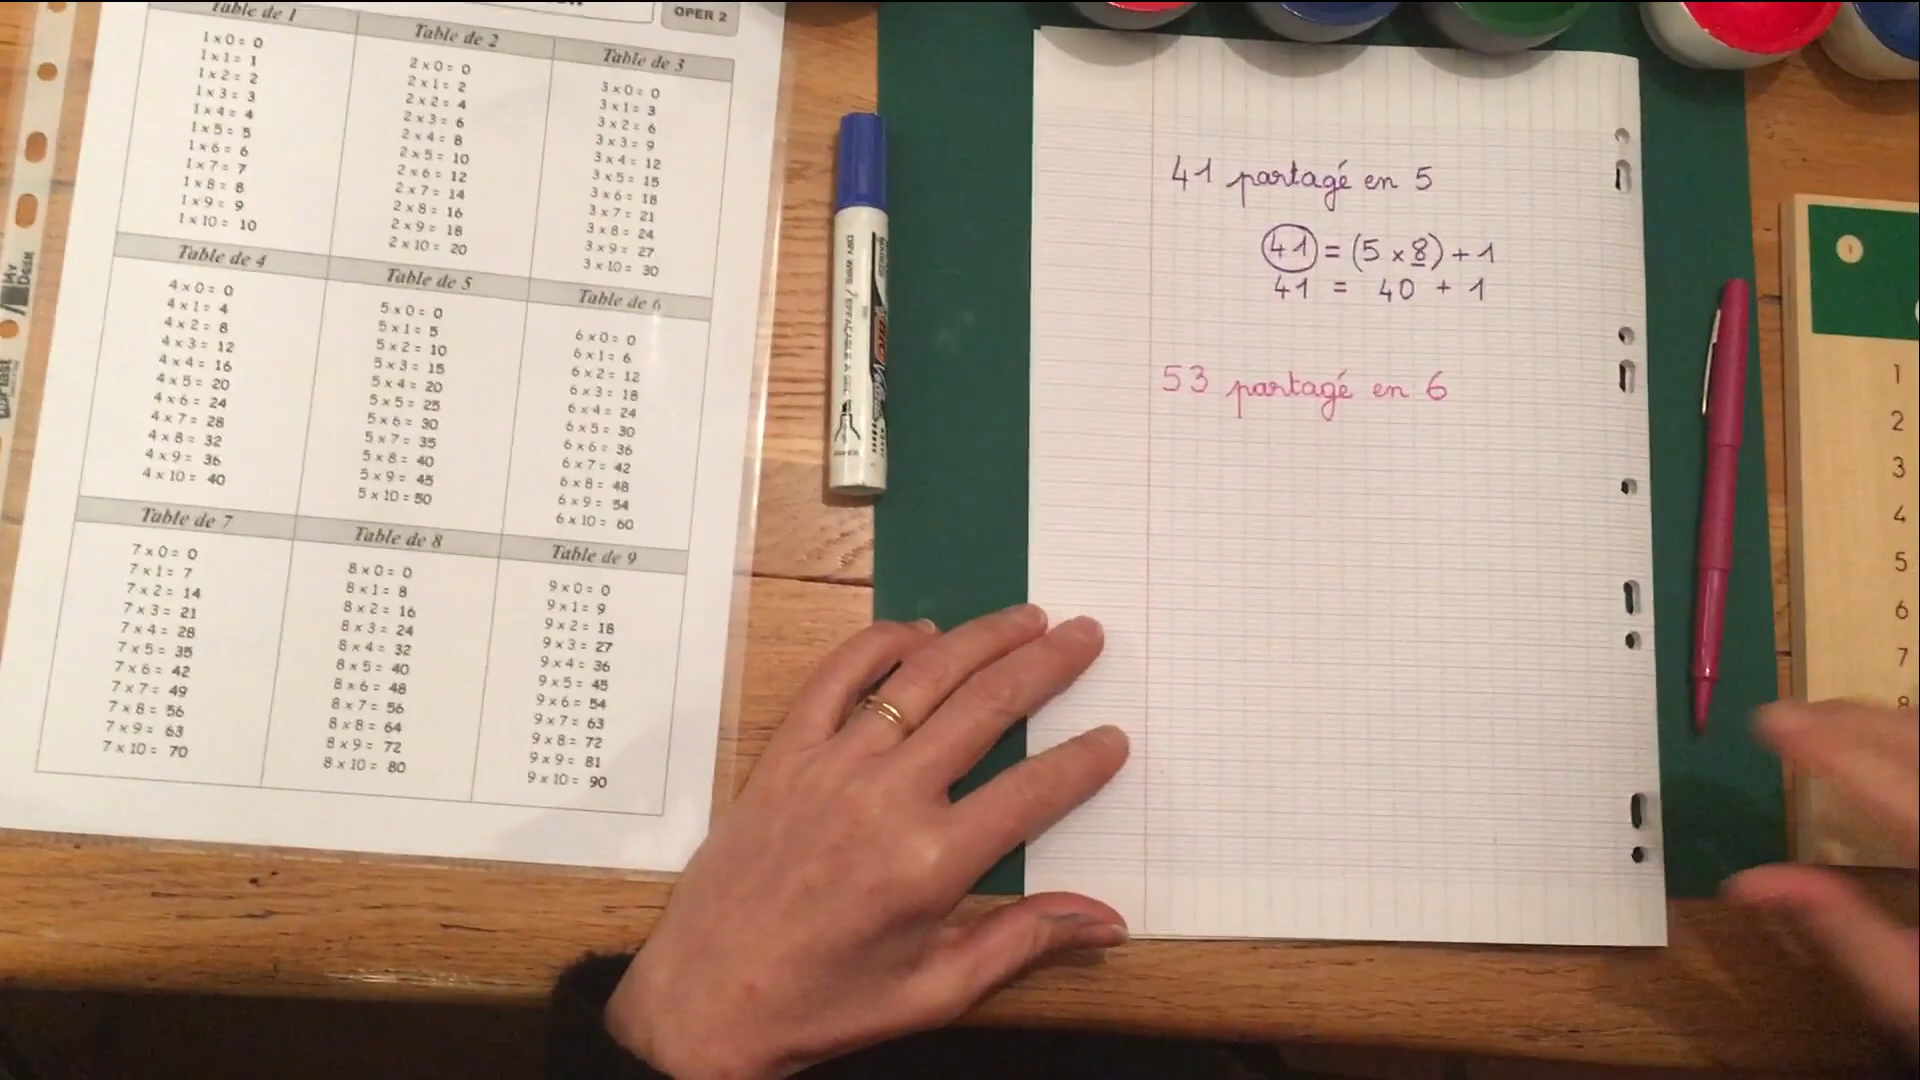 OPER 2
Table de 1
1 x 0 = 0
1 x 1 = 1
1 x 2 = 2
1 x 3 = 3
1 x 4 = 4
1 x 5 = 5
1 x 6 = 6
1 x 7 = 7
1 x 8 = 8
1 x 9 = 9
1 x 10 = 10
Table de 2
2 x 0 = 0
2 x 1 = 2
2 x 2 = 4
2 x 3 = 6
2 x 4 = 8
2 x 5 = 10
2 x 6 = 12
2 x 7 = 14
2 x 8 = 16
2 x 9 = 18
2 x 10 = 20
Table de 3
3 x 0 = 0
3 x 1 = 3
3 x 2 = 6
3 x 3 = 9
3 x 4 = 12
3 x 5 = 15
3 x 6 = 18
3 x 7 = 21
3 x 8 = 24
3 x 9 = 27
3 x 10 = 30
Table de 4
4 x 0 = 0
4 x 1 = 4
4 x 2 = 8
4 x 3 = 12
4 x 4 = 16
4 x 5 = 20
4 x 6 = 24
4 x 7 = 28
4 x 8 = 32
4 x 9 = 36
4 x 10 = 40
Table de 5
5 x 0 = 0
5 x 1 = 5
5 x 2 = 10
5 x 3 = 15
5 x 4 = 20
5 x 5 = 25
5 x 6 = 30
5 x 7 = 35
5 x 8 = 40
5 x 9 = 45
5 x 10 = 50
Table de 6
6 x 0 = 0
6 x 1 = 6
6 x 2 = 12
6 x 3 = 18
6 x 4 = 24
6 x 5 = 30
6 x 6 = 36
6 x 7 = 42
6 x 8 = 48
6 x 9 = 54
6 x 10 = 60
Table de 7
7 x 0 = 0
7 x 1 = 7
7 x 2 = 14
7 x 3 = 21
7 x 4 = 28
7 x 5 = 35
7 x 6 = 42
7 x 7 = 49
7 x 8 = 56
7 x 9 = 63
7 x 10 = 70
Table de 8
8 x 0 = 0
8 x 1 = 8
8 x 2 = 16
8 x 3 = 24
8 x 4 = 32
8 x 5 = 40
8 x 6 = 48
8 x 7 = 56
8 x 8 = 64
8 x 9 = 72
8 x 10 = 80
Table de 9
9 x 0 = 0
9 x 1 = 9
9 x 2 = 18
9 x 3 = 27
9 x 4 = 36
9 x 5 = 45
9 x 6 = 54
9 x 7 = 63
9 x 8 = 72
9 x 9 = 81
9 x 10 = 90
My Desk
41 partagé en 5
41 = (5 x 8) + 1
41 = 40 + 1
53 partagé en 6
1
1
2
3
4
5
6
7
8